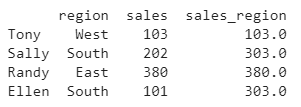 region sales sales_region
Tony West 103 103.0
Sally South 202 303.0
Randy East 380 380.0
Ellen South 101 303.0